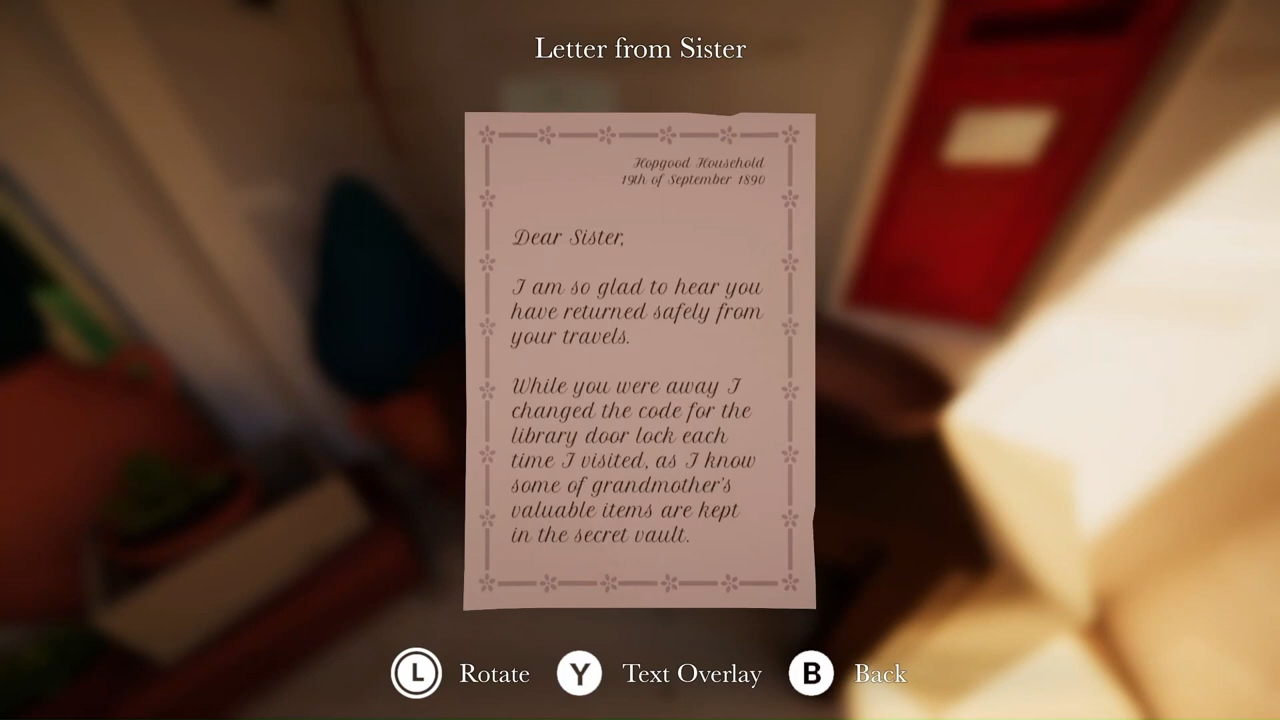 Letter from Sister
Hopgood Household
19th of September 1890
Dear Sister,
I am so glad to hear you
have returned safely from
your travels.
While you were away I
changed the code for the
library door lock each
time I visited, as I know
some of grandmother's
valuable items are kept
in the secret vault.
L Rotate Y Text Overlay B Back